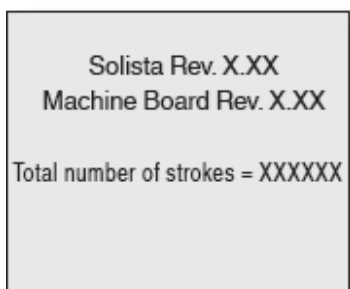 Solista Rev. X.XX
Machine Board Rev. X.XX
Total number of strokes = XXXXXX